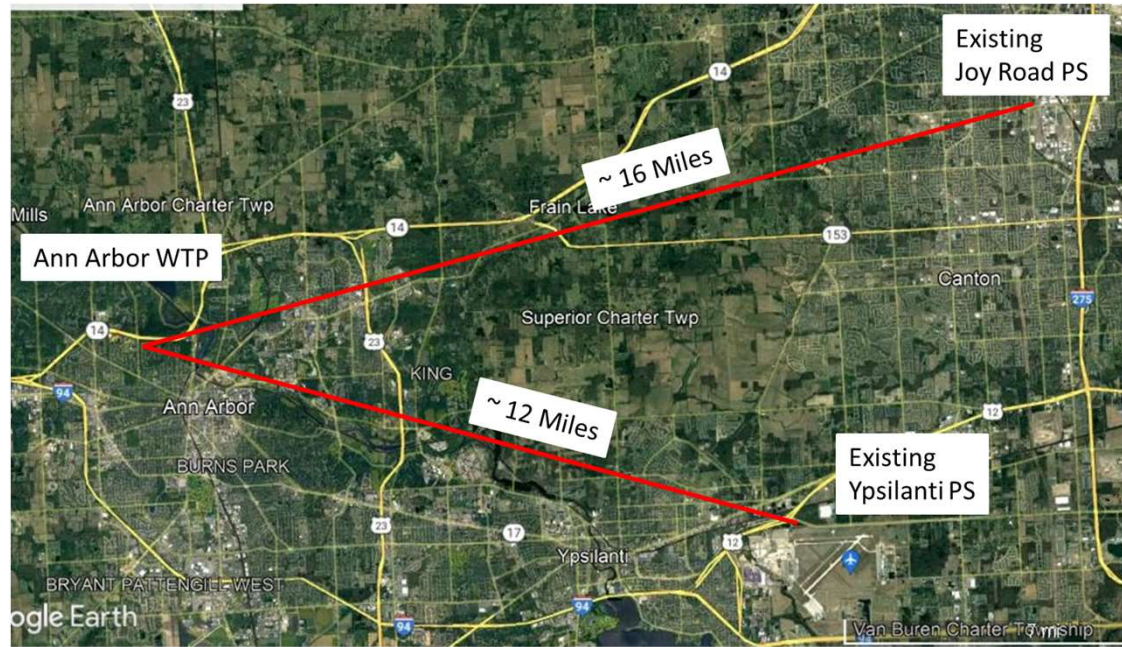 Existing
Joy Road PS
14
23
~ 16 Miles
Mills
Ann Arbor Charter Twp
Frain Lake
14
153
Ann Arbor WTP
Canton
275
14
Superior Charter Twp
23
KING
94
Ann Arbor
~ 12 Miles
12
BURNS PARK
Existing
Ypsilanti PS
23
17
12
Ypsilanti
BRYANT PATTENGILL WEST
94
94
ogle Earth
Van Buren Charter Township
7 mi